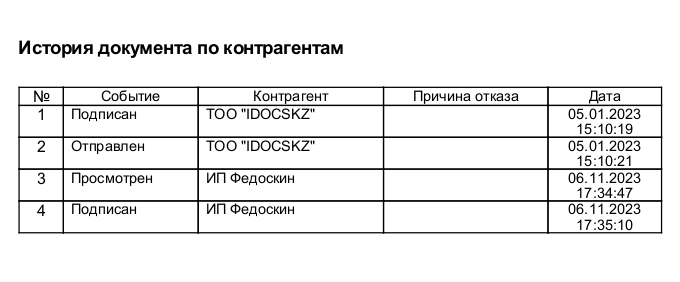 История документа по контрагентам
№ Событие Контрагент Причина отказа Дата
1 Подписан ТОО "IDOCSKZ" 05.01.2023
15:10:19
2 Отправлен ТОО "IDOCSKZ" 05.01.2023
15:10:21
3 Просмотрен ИП Федоскин 06.11.2023
17:34:47
4 Подписан ИП Федоскин 06.11.2023
17:35:10